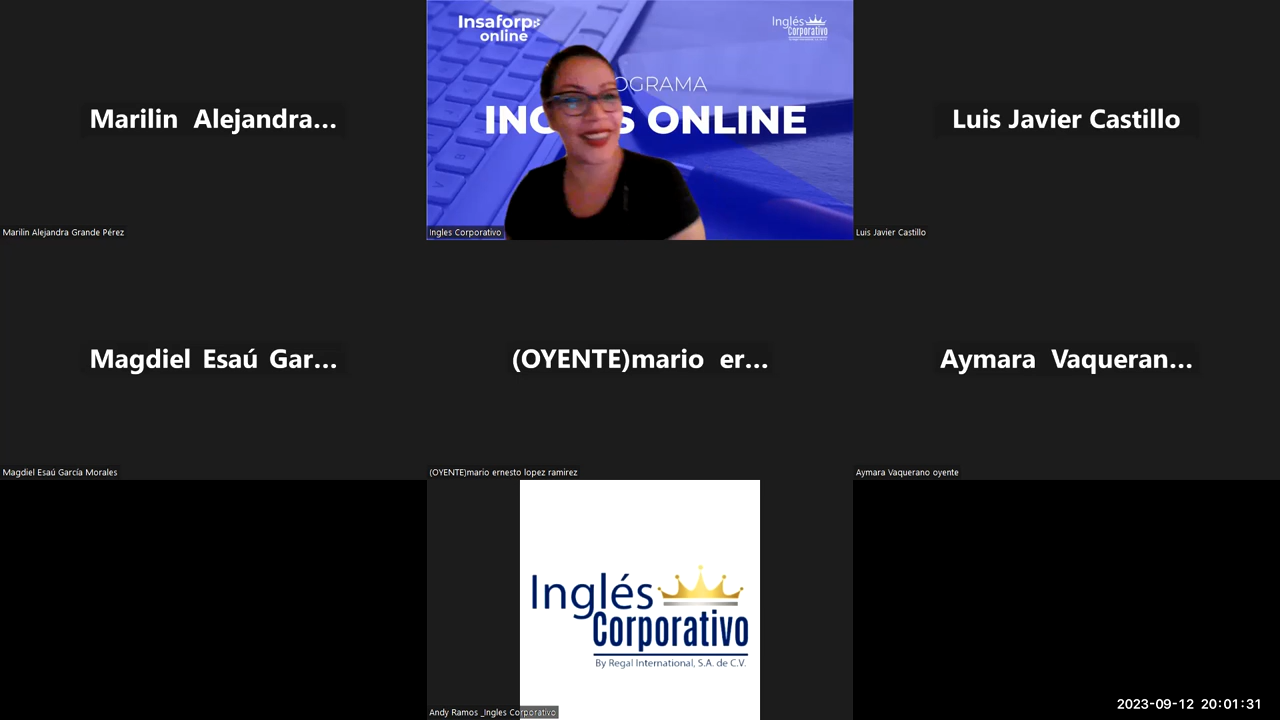 Marilin Alejandra...
Marilin Alejandra Grande Pérez
Insaforp
online
Inglés
Corporativo
OGRAMA
ING S ONLINE
Ingles Corporativo
Luis Javier Castillo
Luis Javier Castillo
Magdiel Esaú Gar...
Magdiel Esaú García Morales
(OYENTE)mario er...
(OYENTE)mario ernesto lopez ramirez
Aymara Vaqueran...
Aymara Vaquerano oyente
Inglés
Corporativo
By Regal International, S.A. de C.V.
Andy Ramos _Ingles Corporativo
2023-09-12 20:01:31